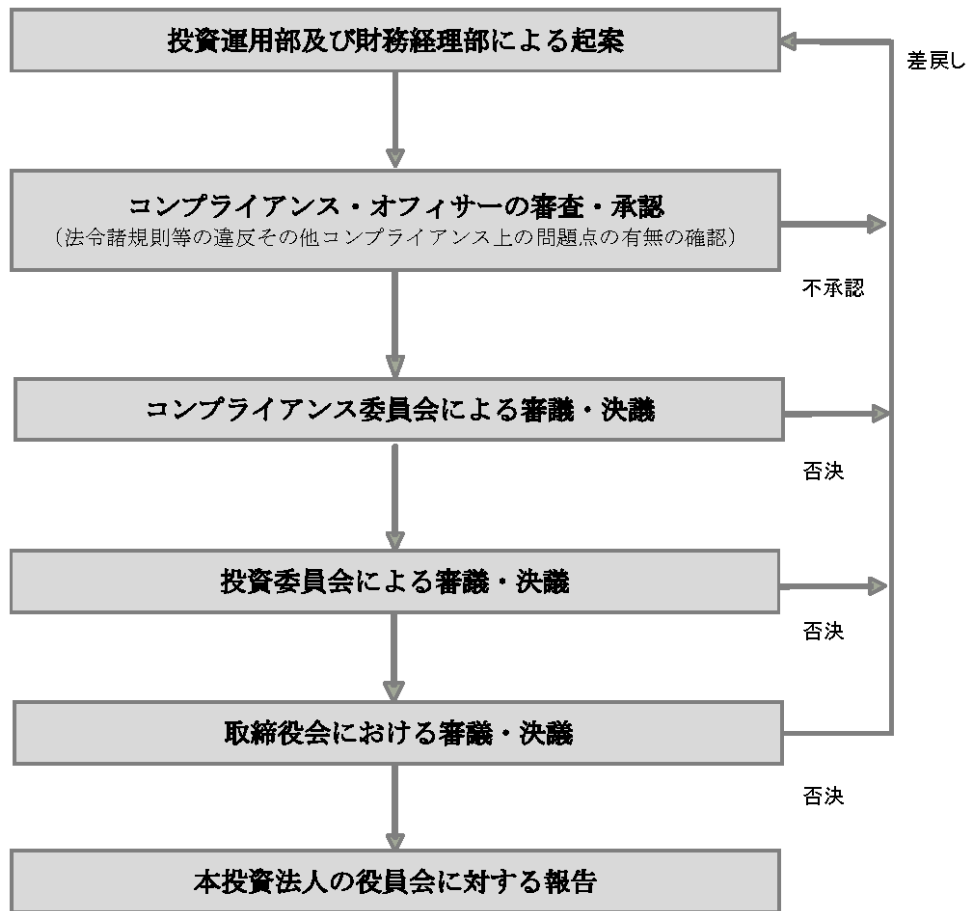 投資運用部及び財務経理部による起案
差戻し
コンプライアンス・オフィサーの審査・承認
（法令諸規則等の違反その他コンプライアンス上の問題点の有無の確認）
不承認
コンプライアンス委員会による審議・決議
否決
投資委員会による審議・決議
否決
取締役会における審議・決議
否決
本投資法人の役員会に対する報告